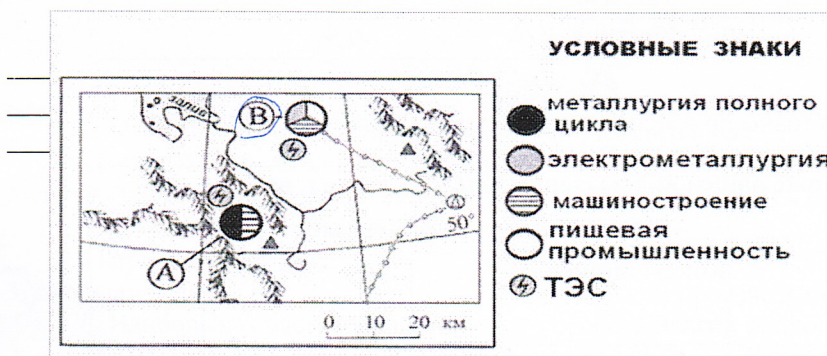 УСЛОВНЫЕ ЗНАКИ
металлургия полного
цикла
электрометаллургия
машиностроение
пищевая
промышленность
ТЭС
залив
В
А
50°
0 10 20 км